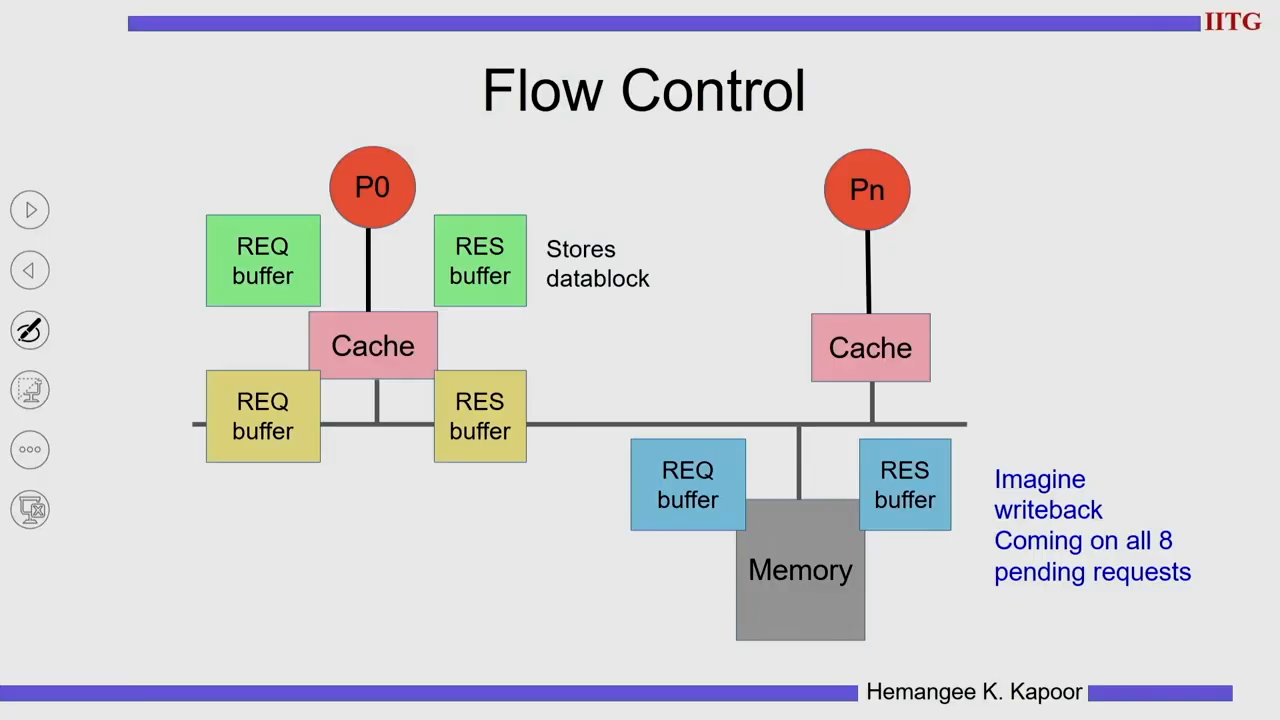 IITG
Flow Control
P0
Pn
REQ
buffer
RES
buffer
Stores
datablock
Cache
Cache
REQ
buffer
RES
buffer
REQ
buffer
RES
buffer
Memory
Imagine
writeback
Coming on all 8
pending requests
Hemangee K. Kapoor